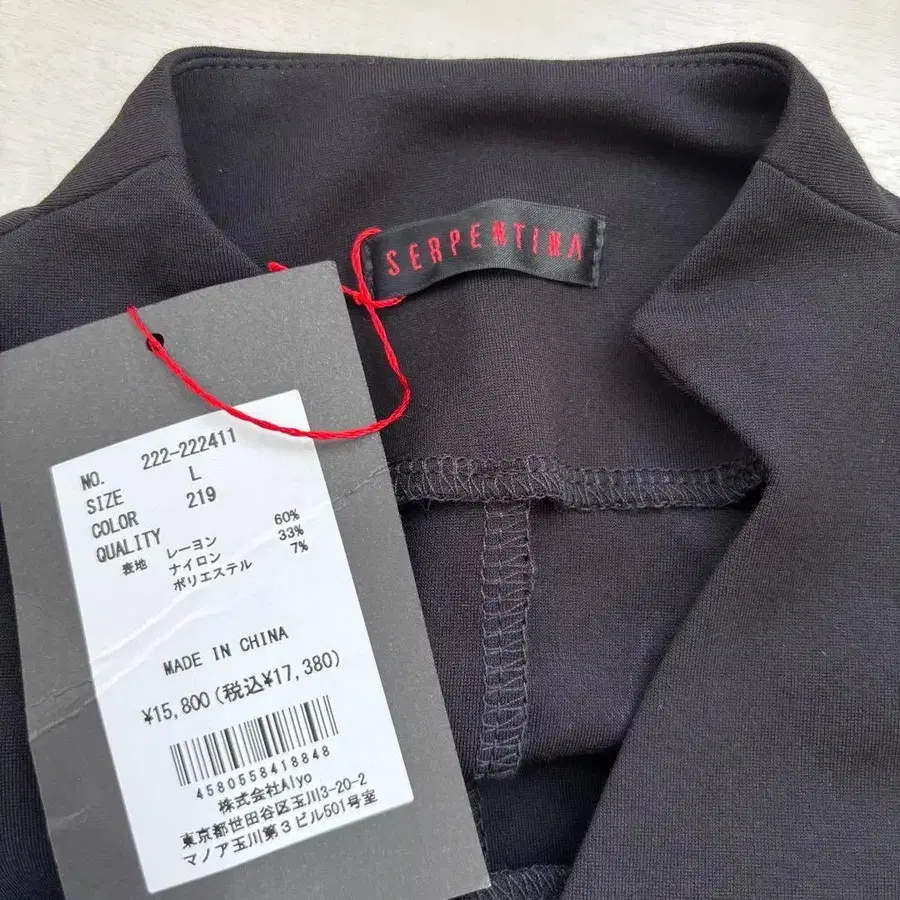 SERPENTINA
NO. 222-222411
SIZE L
COLOR 219
QUALITY
表地 レーヨン 60%
ナイロン 33%
ポリエステル 7%
MADE IN CHINA
¥15,800(税込¥17,380)
4580558418848
株式会社Alyo
東京都世田谷区玉川3-20-2
マノア玉川第3ビル501号室